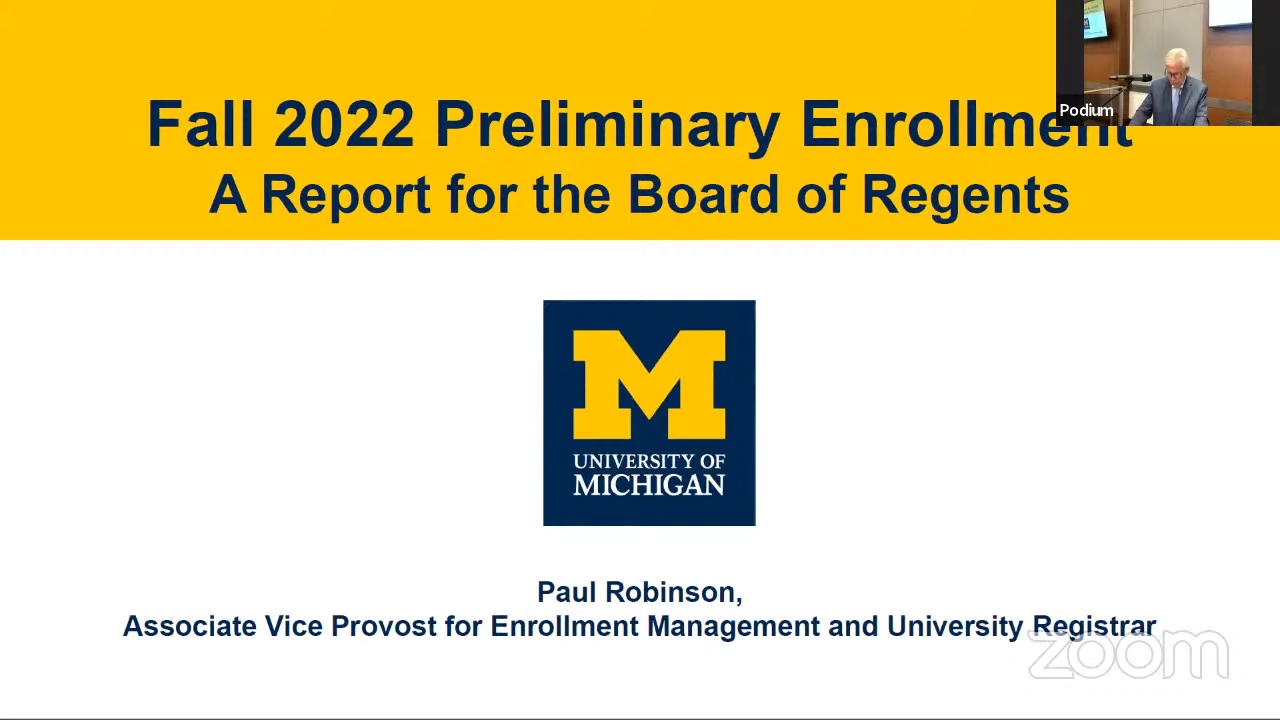 Fall 2022 Preliminary Enrollment
A Report for the Board of Regents
Podium
UNIVERSITY OF
MICHIGAN
Paul Robinson,
Associate Vice Provost for Enrollment Management and University Registrar
zoom